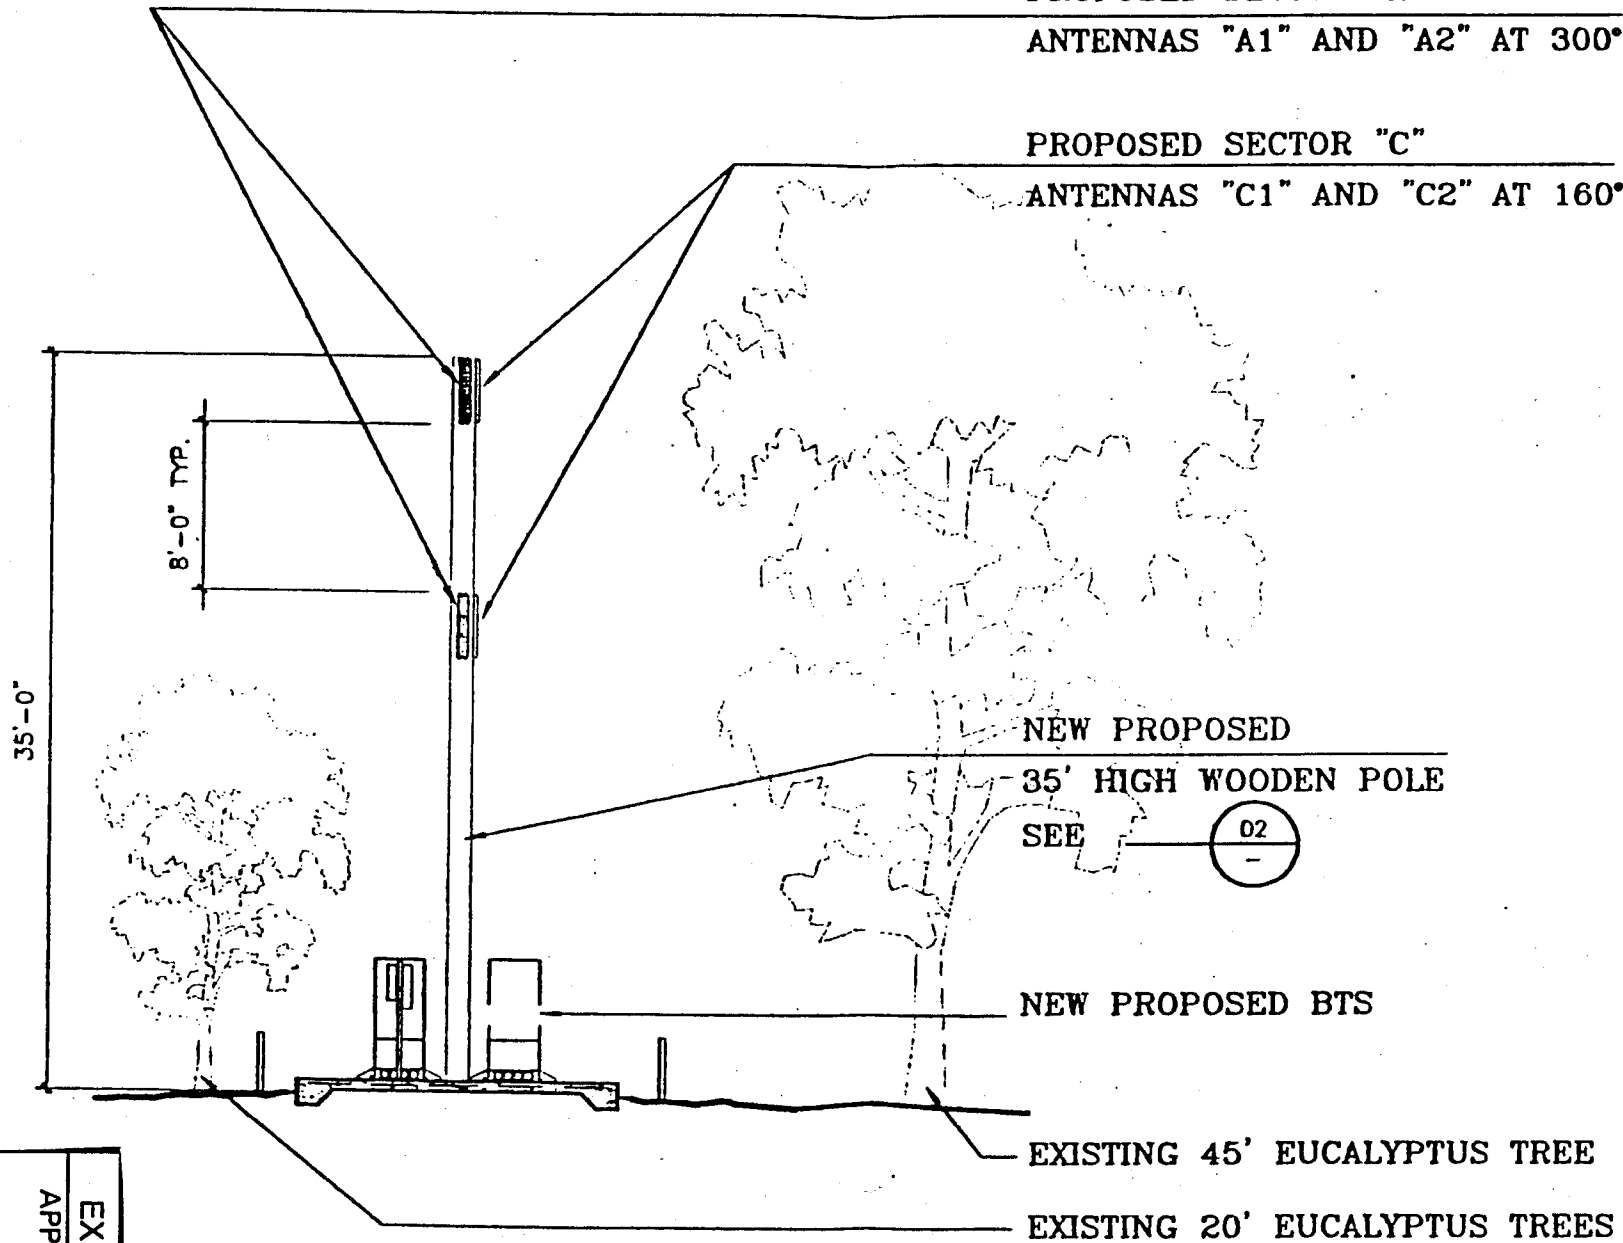 ANTENNAS "A1" AND "A2" AT 300°
PROPOSED SECTOR "C"
ANTENNAS "C1" AND "C2" AT 160°
8'-0" TYP.
35'-0"
NEW PROPOSED
35' HIGH WOODEN POLE
SEE 02
-
NEW PROPOSED BTS
EXISTING 45' EUCALYPTUS TREE
EXISTING 20' EUCALYPTUS TREES
EX
APP